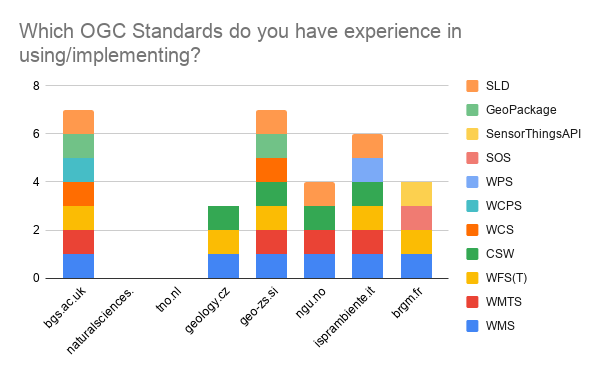 Which OGC Standards do you have experience in
using/implementing?
8
6
4
2
0
bgs.ac.uk
naturalsciences.
tno.nl
geology.cz
geo-zs.si
ngu.no
isprambiente.it
brgm.fr
SLD
GeoPackage
SensorThingsAPI
SOS
WPS
WCPS
WCS
CSW
WFS(T)
WMTS
WMS